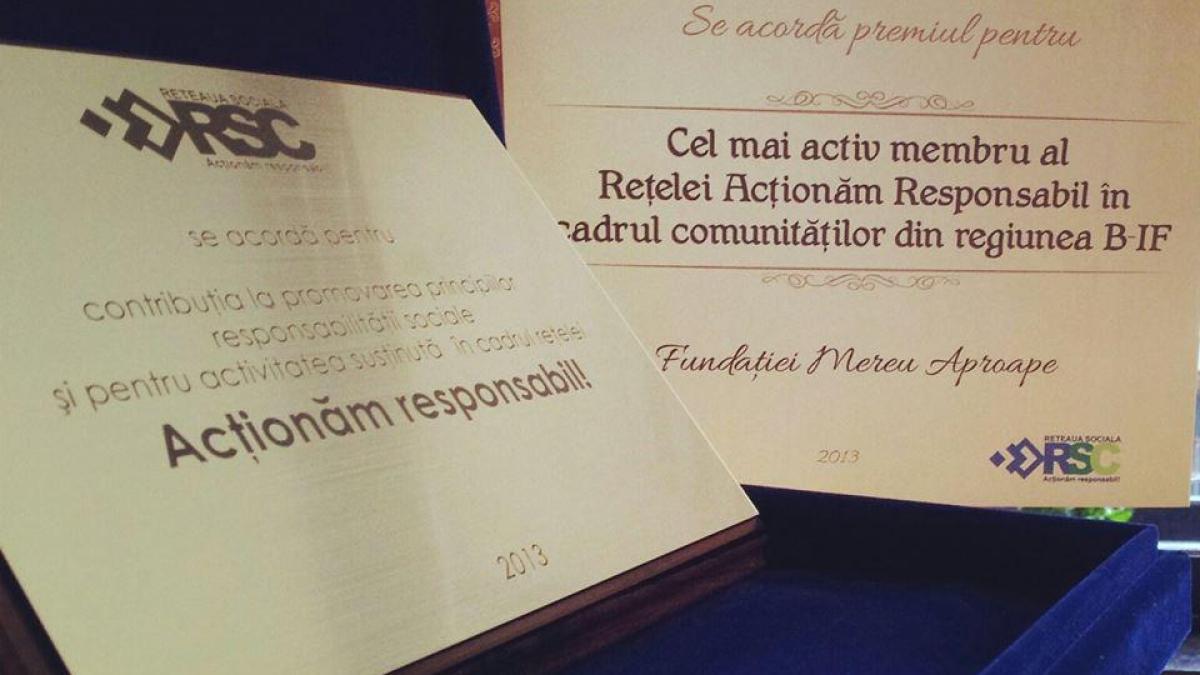 REȚEAUA SOCIALA
RSC
Acționăm responsabil
se acordă pentru
contribuția la promovarea principiilor
responsabilității sociale
și pentru activitatea susținută în cadrul rețelei
Acționăm responsabil!
2013
Se acordă premiul pentru
Cel mai activ membru al
Rețelei Acționăm Responsabil în
cadrul comunităților din regiunea B-IF
Fundației Mereu Aproape
2013
REȚEAUA SOCIALA
RSC
Acționăm responsabil!